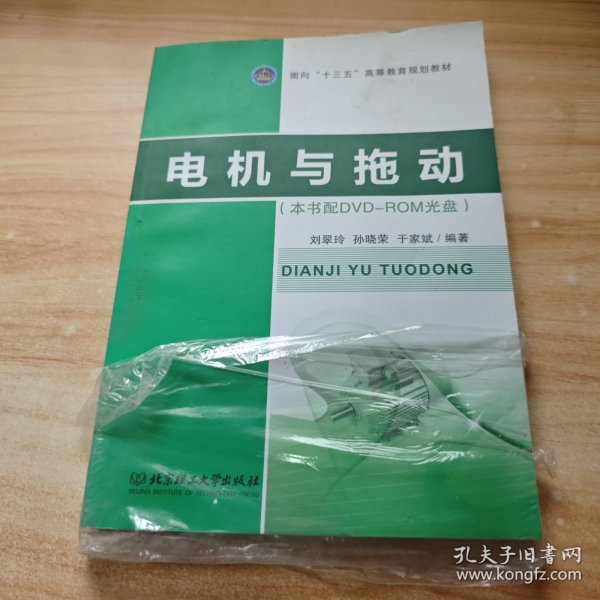 面向“十三五”高等教育规划教材
电机与拖动
（本书配DVD-ROM光盘）
刘翠玲 孙晓荣 于家斌/编著
DIANJI YU TUODONG
北京理工大学出版社
BEIJING INSTITUTE OF TECHNOLOGY PRESS
孔夫子旧书网
www.kongfz.com